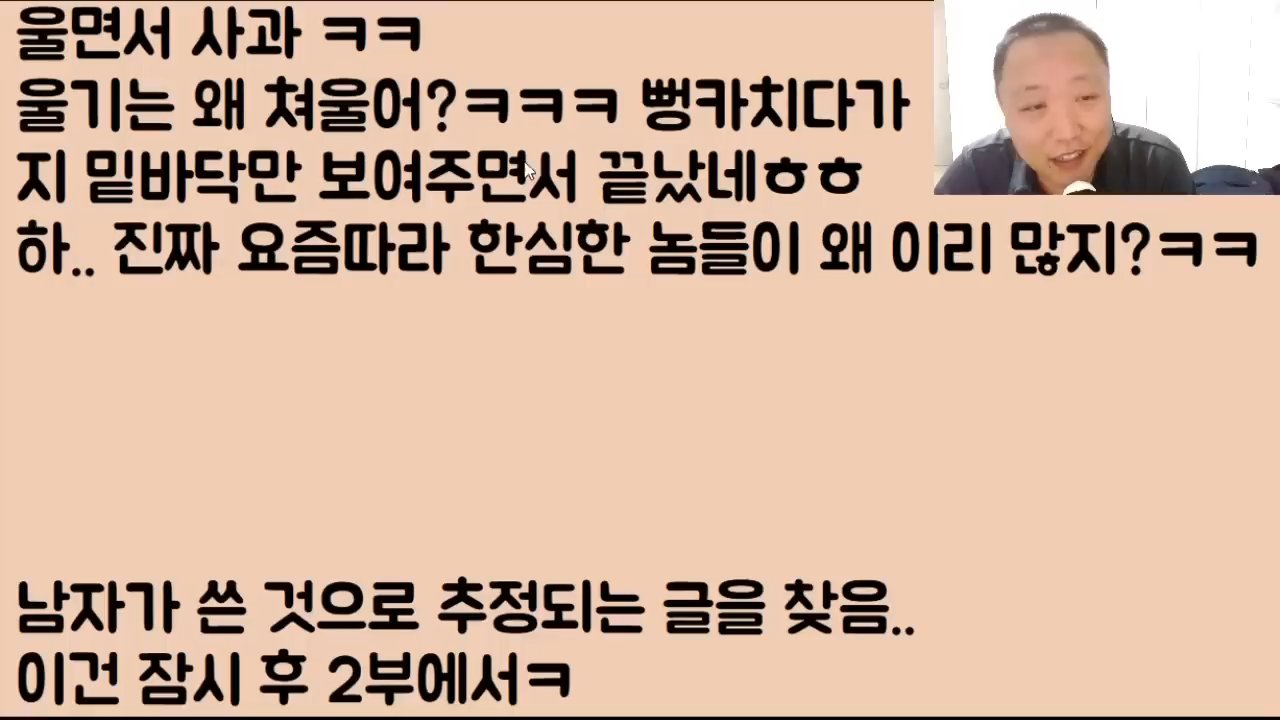 울면서 사과 ㅋㅋ
울기는 왜 쳐울어?ㅋㅋㅋ 뻥카치다가
지 밑바닥만 보여주면서 끝났네ㅎㅎ
하.. 진짜 요즘따라 한심한 놈들이 왜 이리 많지?ㅋㅋ
남자가 쓴 것으로 추정되는 글을 찾음..
이건 잠시 후 2부에서ㅋ